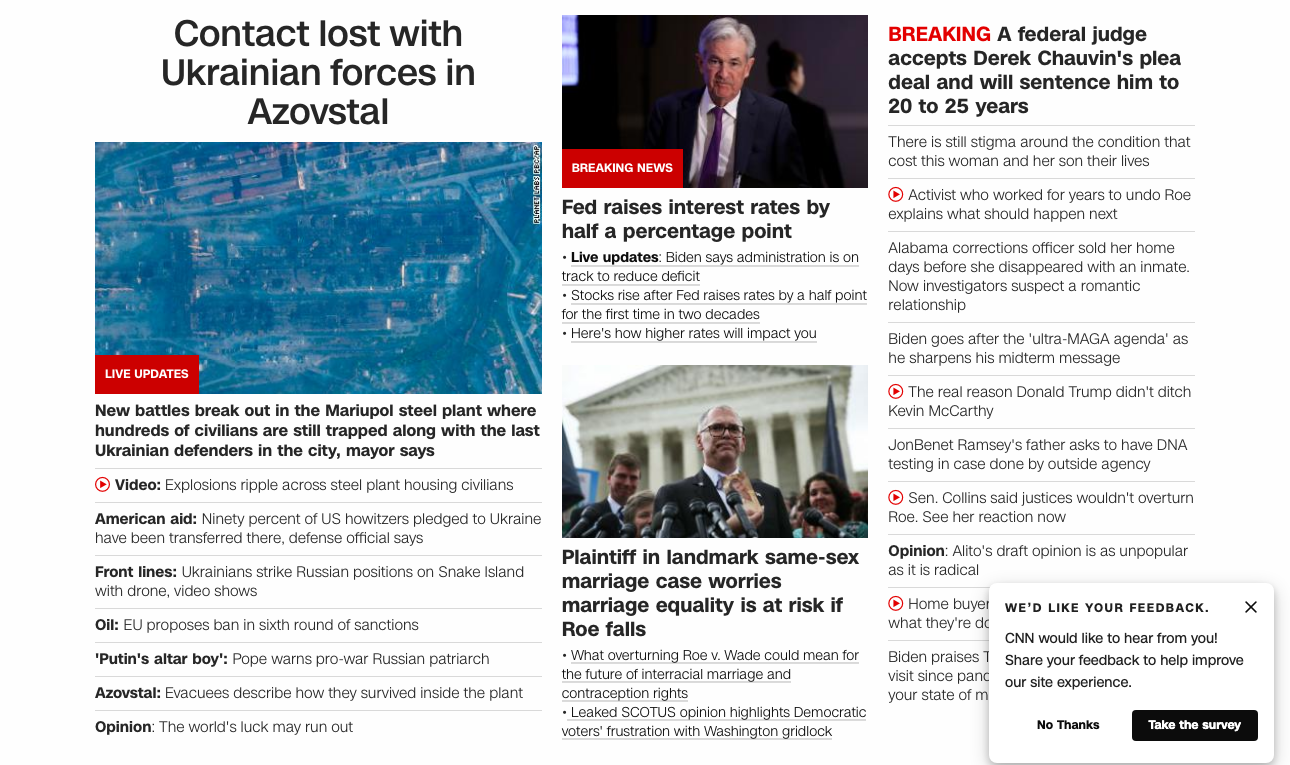 Contact lost with
Ukrainian forces in
Azovstal
PLANET LABS PBC/AP
LIVE UPDATES
New battles break out in the Mariupol steel plant where
hundreds of civilians are still trapped along with the last
Ukrainian defenders in the city, mayor says
Video: Explosions ripple across steel plant housing civilians
American aid: Ninety percent of US howitzers pledged to Ukraine
have been transferred there, defense official says
Front lines: Ukrainians strike Russian positions on Snake Island
with drone, video shows
Oil: EU proposes ban in sixth round of sanctions
'Putin's altar boy': Pope warns pro-war Russian patriarch
Azovstal: Evacuees describe how they survived inside the plant
Opinion: The world's luck may run out
BREAKING NEWS
Fed raises interest rates by
half a percentage point
• Live updates: Biden says administration is on
track to reduce deficit
• Stocks rise after Fed raises rates by a half point
for the first time in two decades
• Here's how higher rates will impact you
Plaintiff in landmark same-sex
marriage case worries
marriage equality is at risk if
Roe falls
• What overturning Roe v. Wade could mean for
the future of interracial marriage and
contraception rights
• Leaked SCOTUS opinion highlights Democratic
voters' frustration with Washington gridlock
BREAKING A federal judge
accepts Derek Chauvin's plea
deal and will sentence him to
20 to 25 years
There is still stigma around the condition that
cost this woman and her son their lives
Activist who worked for years to undo Roe
explains what should happen next
Alabama corrections officer sold her home
days before she disappeared with an inmate.
Now investigators suspect a romantic
relationship
Biden goes after the 'ultra-MAGA agenda' as
he sharpens his midterm message
The real reason Donald Trump didn't ditch
Kevin McCarthy
JonBenet Ramsey's father asks to have DNA
testing in case done by outside agency
Sen. Collins said justices wouldn't overturn
Roe. See her reaction now
Opinion: Alito's draft opinion is as unpopular
as it is radical
Home buyer
what they're do
Biden praises T
visit since pand
your state of m
WE'D LIKE YOUR FEEDBACK.
CNN would like to hear from you!
Share your feedback to help improve
our site experience.
No Thanks
Take the survey